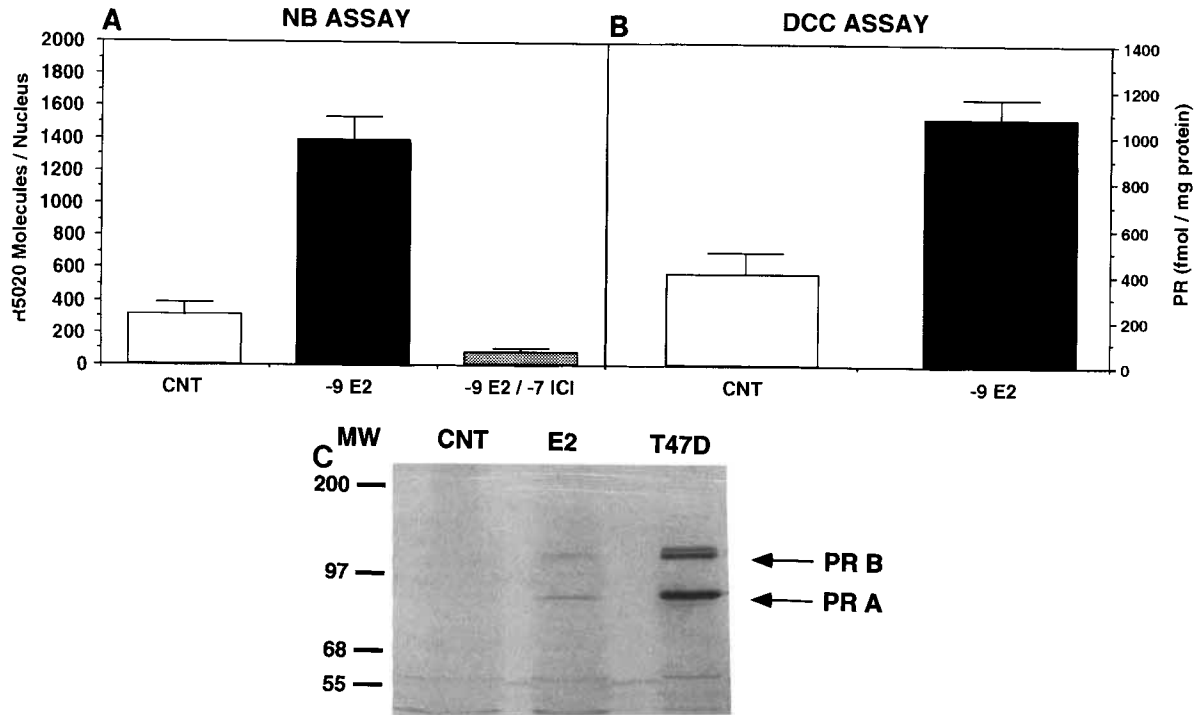 A NB ASSAY
B DCC ASSAY
2000
1800
1600
1400
1200
1000
800
600
400
200
0
Molecules / Nucleus
CNT
-9 E2
-9 E2 / -7 ICI
CNT
-9 E2
1400
1200
1000
800
600
400
200
0
PR (fmol / mg protein)
C MW CNT E2 T47D
200
97
68
55
PR B
PR A